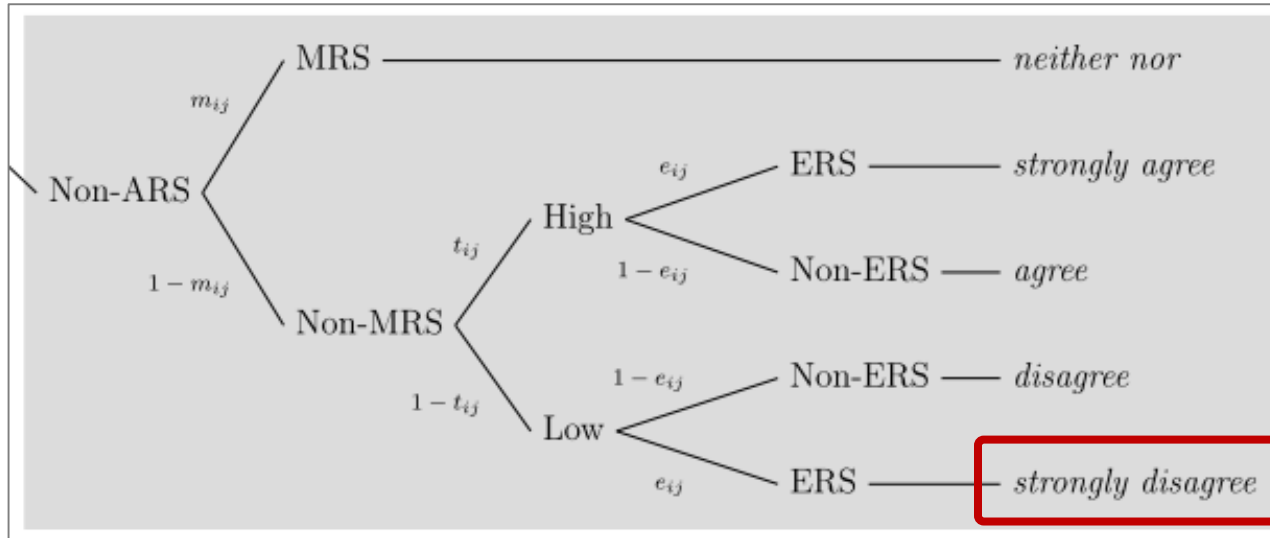 MRS neither nor
m_ij
e_ij ERS strongly agree
Non-ARS
High
t_ij
1 − e_ij Non-ERS agree
1 − m_ij
Non-MRS
1 − e_ij Non-ERS disagree
1 − t_ij
Low
e_ij ERS strongly disagree